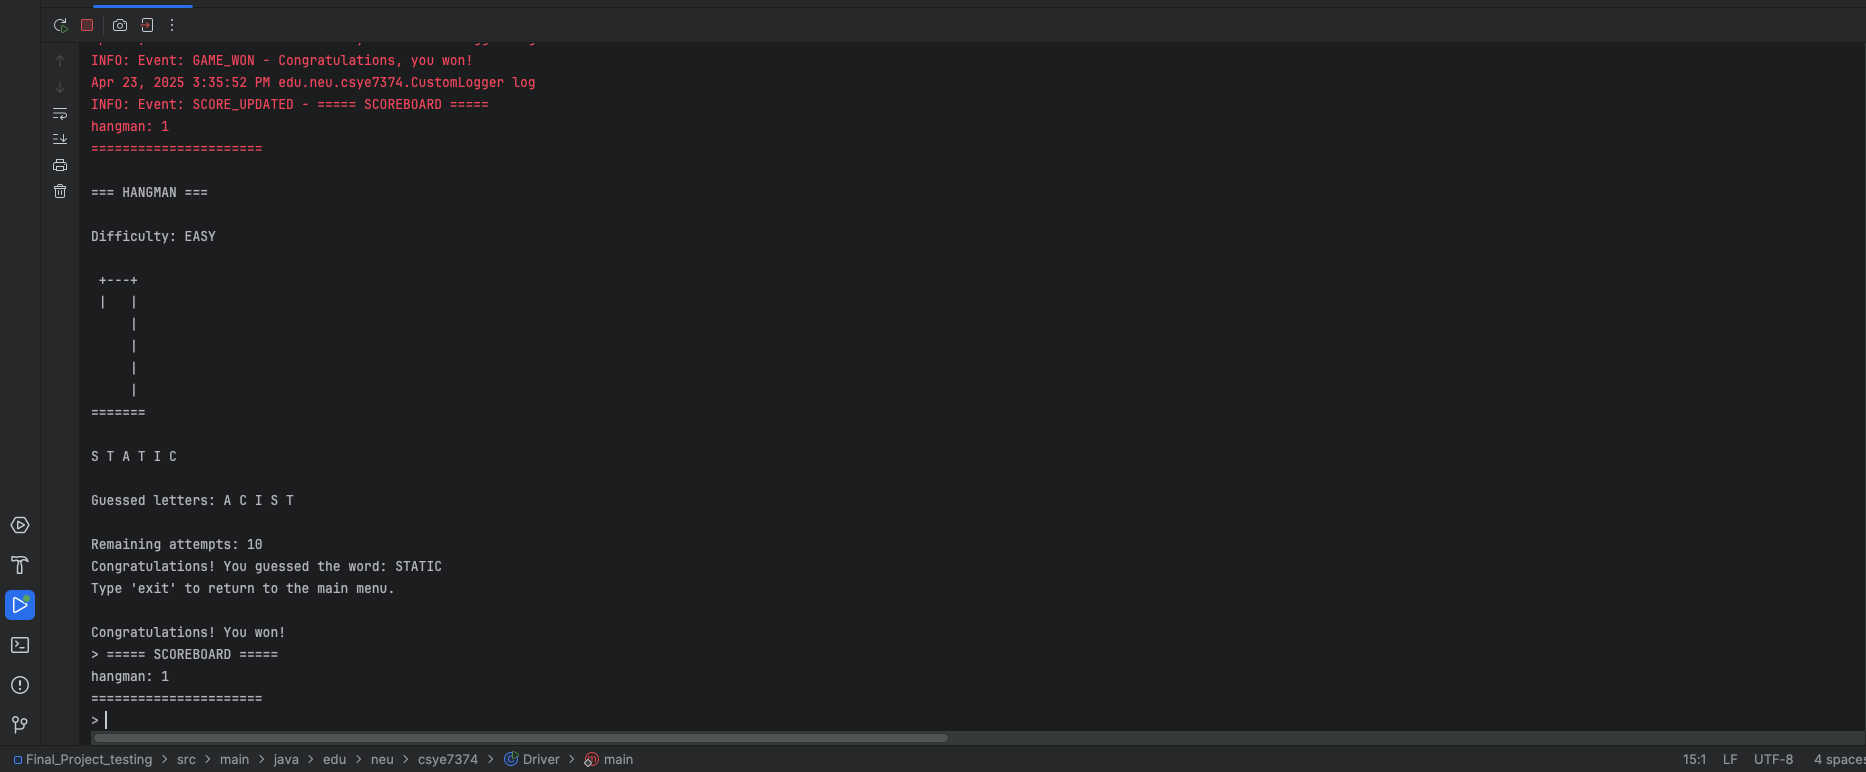 INFO: Event: GAME_WON - Congratulations, you won!
Apr 23, 2025 3:35:52 PM edu.neu.csye7374.CustomLogger log
INFO: Event: SCORE_UPDATED - ===== SCOREBOARD =====
hangman: 1
======================
=== HANGMAN ===
Difficulty: EASY
 +---+
 |   |
     |
     |
     |
     |
=======
S T A T I C
Guessed letters: A C I S T
Remaining attempts: 10
Congratulations! You guessed the word: STATIC
Type 'exit' to return to the main menu.
Congratulations! You won!
> ===== SCOREBOARD =====
hangman: 1
======================
>
Final_Project_testing > src > main > java > edu > neu > csye7374 > Driver > main 15:1 LF UTF-8 4 spaces